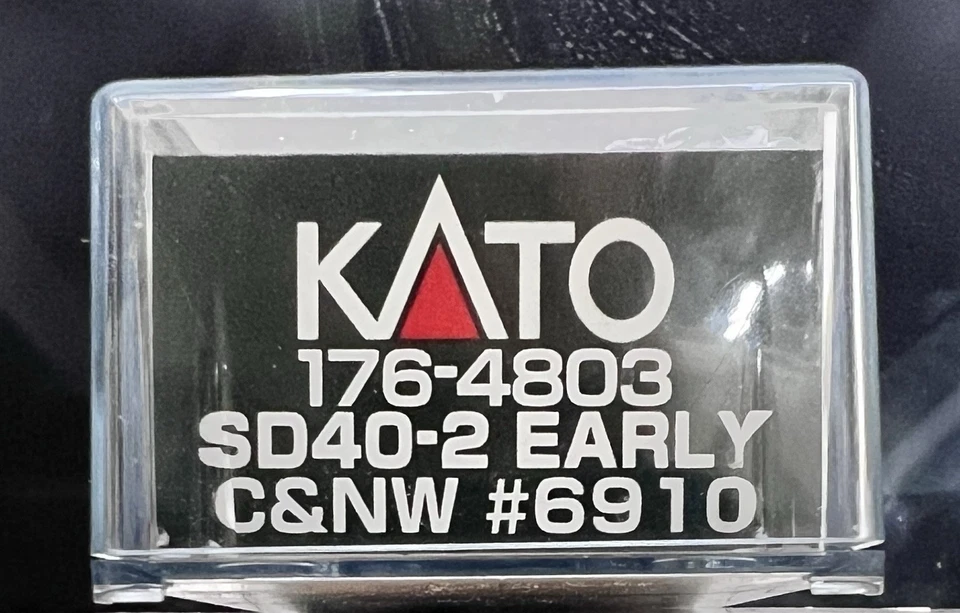 KATO
176-4803
SD40-2 EARLY
C&NW #6910